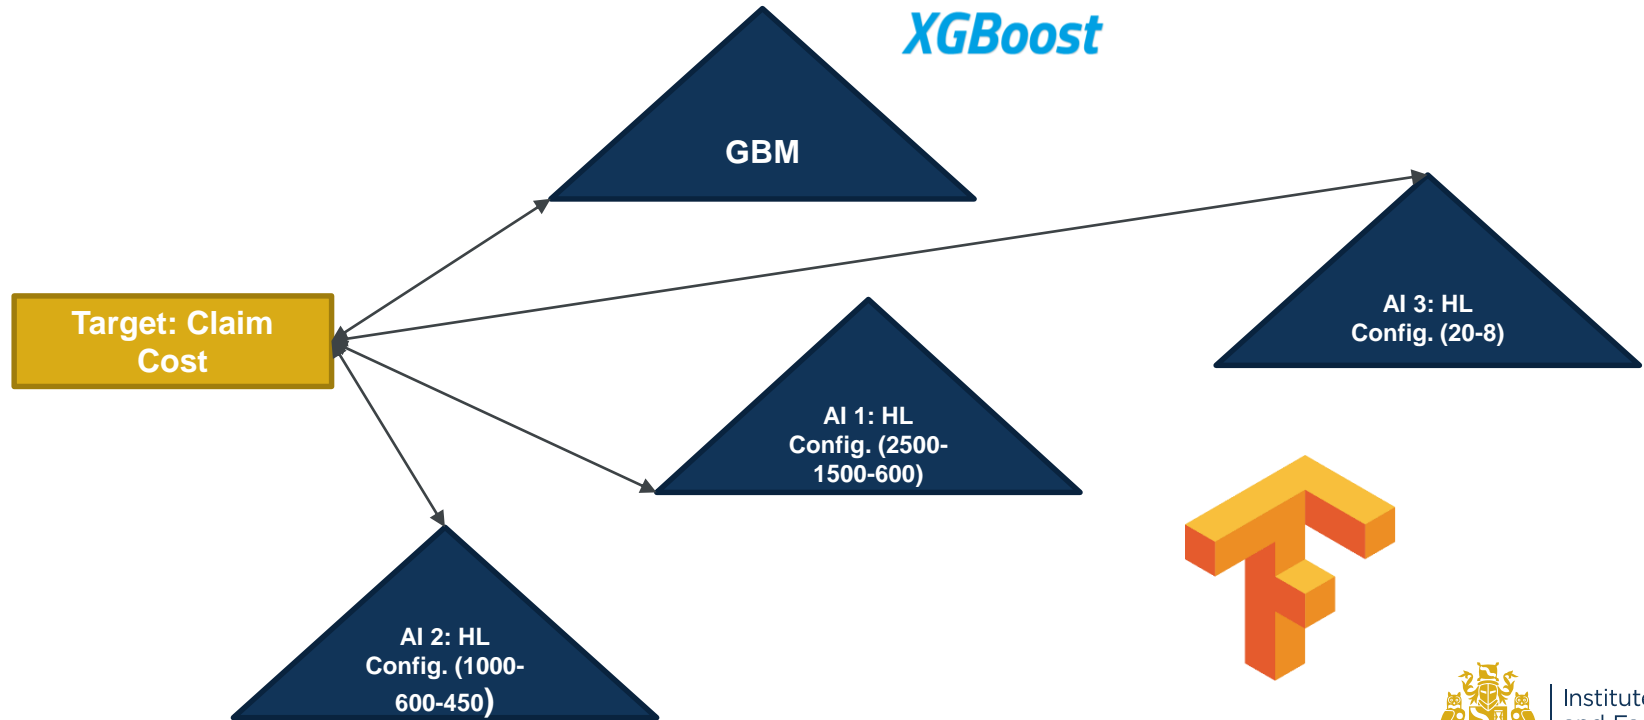 XGBoost
GBM
Target: Claim
Cost
AI 3: HL
Config. (20-8)
AI 1: HL
Config. (2500-
1500-600)
AI 2: HL
Config. (1000-
600-450)
Institute